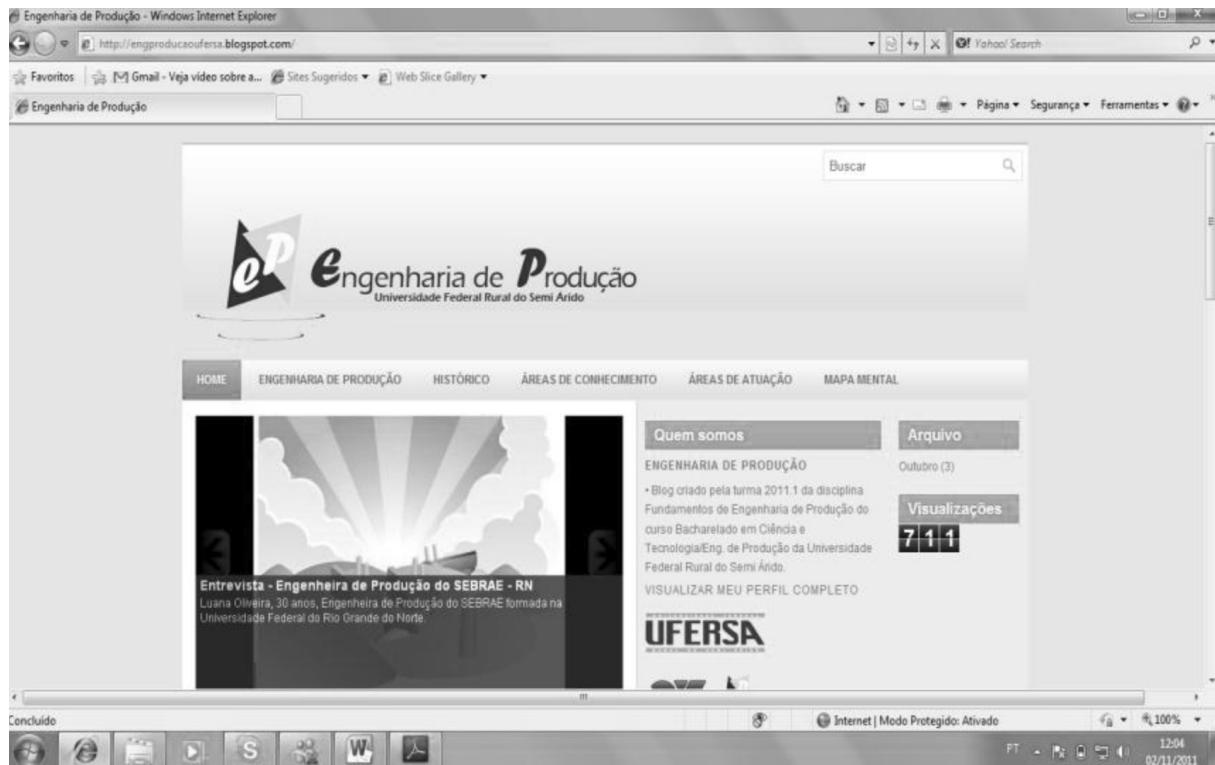 Engenharia de Produção - Windows Internet Explorer
http://engproducaoufersa.blogspot.com/
Yahoo! Search
Favoritos Gmail - Veja vídeo sobre a... Sites Sugeridos Web Slice Gallery
Engenharia de Produção
Página Segurança Ferramentas
Buscar
eP Engenharia de Produção
Universidade Federal Rural do Semi Árido
HOME ENGENHARIA DE PRODUÇÃO HISTÓRICO ÁREAS DE CONHECIMENTO ÁREAS DE ATUAÇÃO MAPA MENTAL
Entrevista - Engenheira de Produção do SEBRAE - RN
Luana Oliveira, 30 anos, Engenheira de Produção do SEBRAE formada na
Universidade Federal do Rio Grande do Norte.
Quem somos
ENGENHARIA DE PRODUÇÃO
• Blog criado pela turma 2011.1 da disciplina
Fundamentos de Engenharia de Produção do
curso Bacharelado em Ciência e
Tecnologia/Eng. de Produção da Universidade
Federal Rural do Semi Árido.
VISUALIZAR MEU PERFIL COMPLETO
UFERSA
Arquivo
Outubro (3)
Visualizações
711
Concluído
Internet | Modo Protegido: Ativado
100%
PT
12:04
02/11/2011